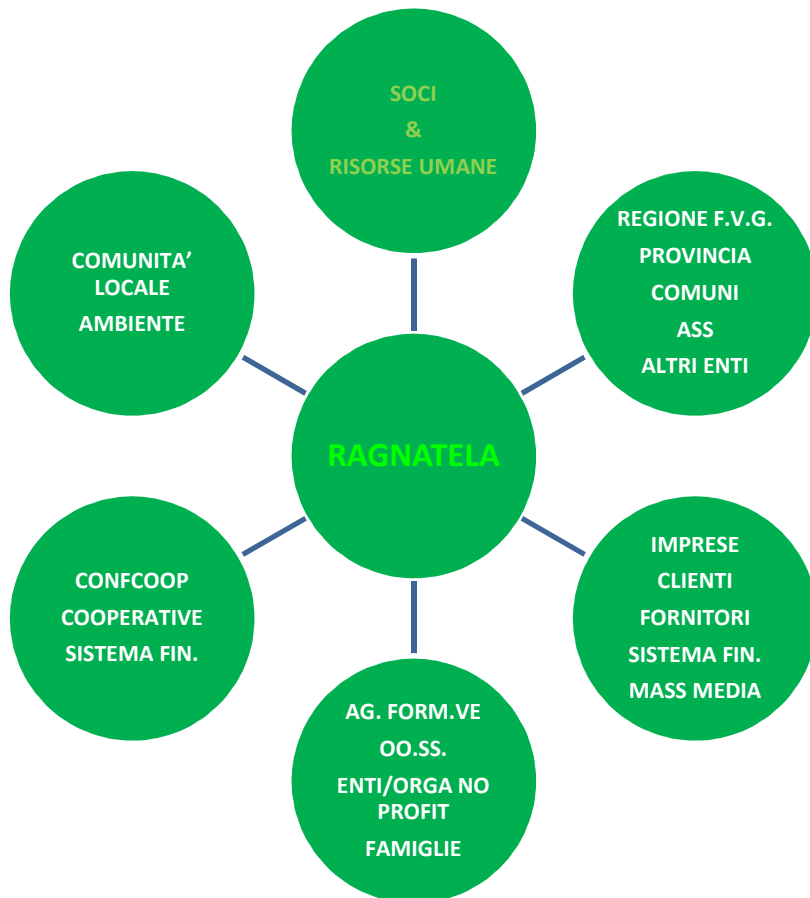 SOCI
&
RISORSE UMANE
REGIONE F.V.G.
PROVINCIA
COMUNI
ASS
ALTRI ENTI
COMUNITA’
LOCALE
AMBIENTE
RAGNATELA
IMPRESE
CLIENTI
FORNITORI
SISTEMA FIN.
MASS MEDIA
CONFCOOP
COOPERATIVE
SISTEMA FIN.
AG. FORM.VE
OO.SS.
ENTI/ORGA NO
PROFIT
FAMIGLIE